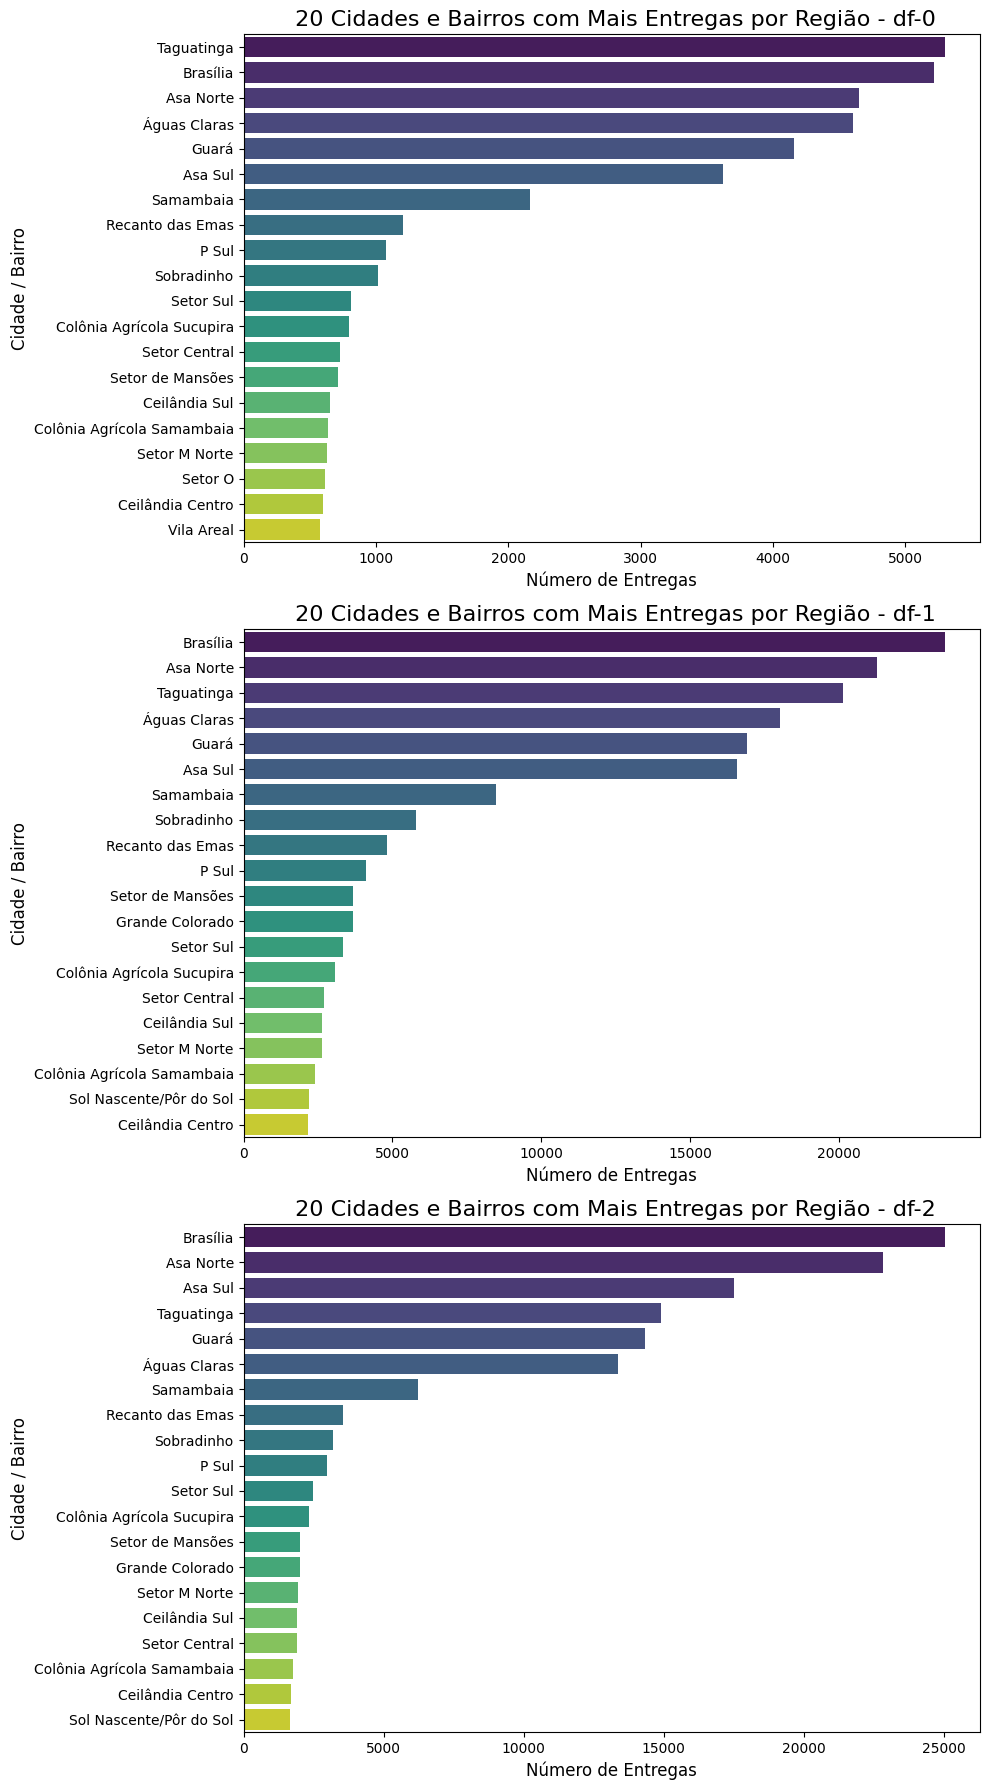 20 Cidades e Bairros com Mais Entregas por Região - df-0
Cidade / Bairro
Taguatinga
Brasília
Asa Norte
Águas Claras
Guará
Asa Sul
Samambaia
Recanto das Emas
P Sul
Sobradinho
Setor Sul
Colônia Agrícola Sucupira
Setor Central
Setor de Mansões
Ceilândia Sul
Colônia Agrícola Samambaia
Setor M Norte
Setor O
Ceilândia Centro
Vila Areal
0 1000 2000 3000 4000 5000
Número de Entregas
20 Cidades e Bairros com Mais Entregas por Região - df-1
Cidade / Bairro
Brasília
Asa Norte
Taguatinga
Águas Claras
Guará
Asa Sul
Samambaia
Sobradinho
Recanto das Emas
P Sul
Setor de Mansões
Grande Colorado
Setor Sul
Colônia Agrícola Sucupira
Setor Central
Ceilândia Sul
Setor M Norte
Colônia Agrícola Samambaia
Sol Nascente/Pôr do Sol
Ceilândia Centro
0 5000 10000 15000 20000
Número de Entregas
20 Cidades e Bairros com Mais Entregas por Região - df-2
Cidade / Bairro
Brasília
Asa Norte
Asa Sul
Taguatinga
Guará
Águas Claras
Samambaia
Recanto das Emas
Sobradinho
P Sul
Setor Sul
Colônia Agrícola Sucupira
Setor de Mansões
Grande Colorado
Setor M Norte
Ceilândia Sul
Setor Central
Colônia Agrícola Samambaia
Ceilândia Centro
Sol Nascente/Pôr do Sol
0 5000 10000 15000 20000 25000
Número de Entregas